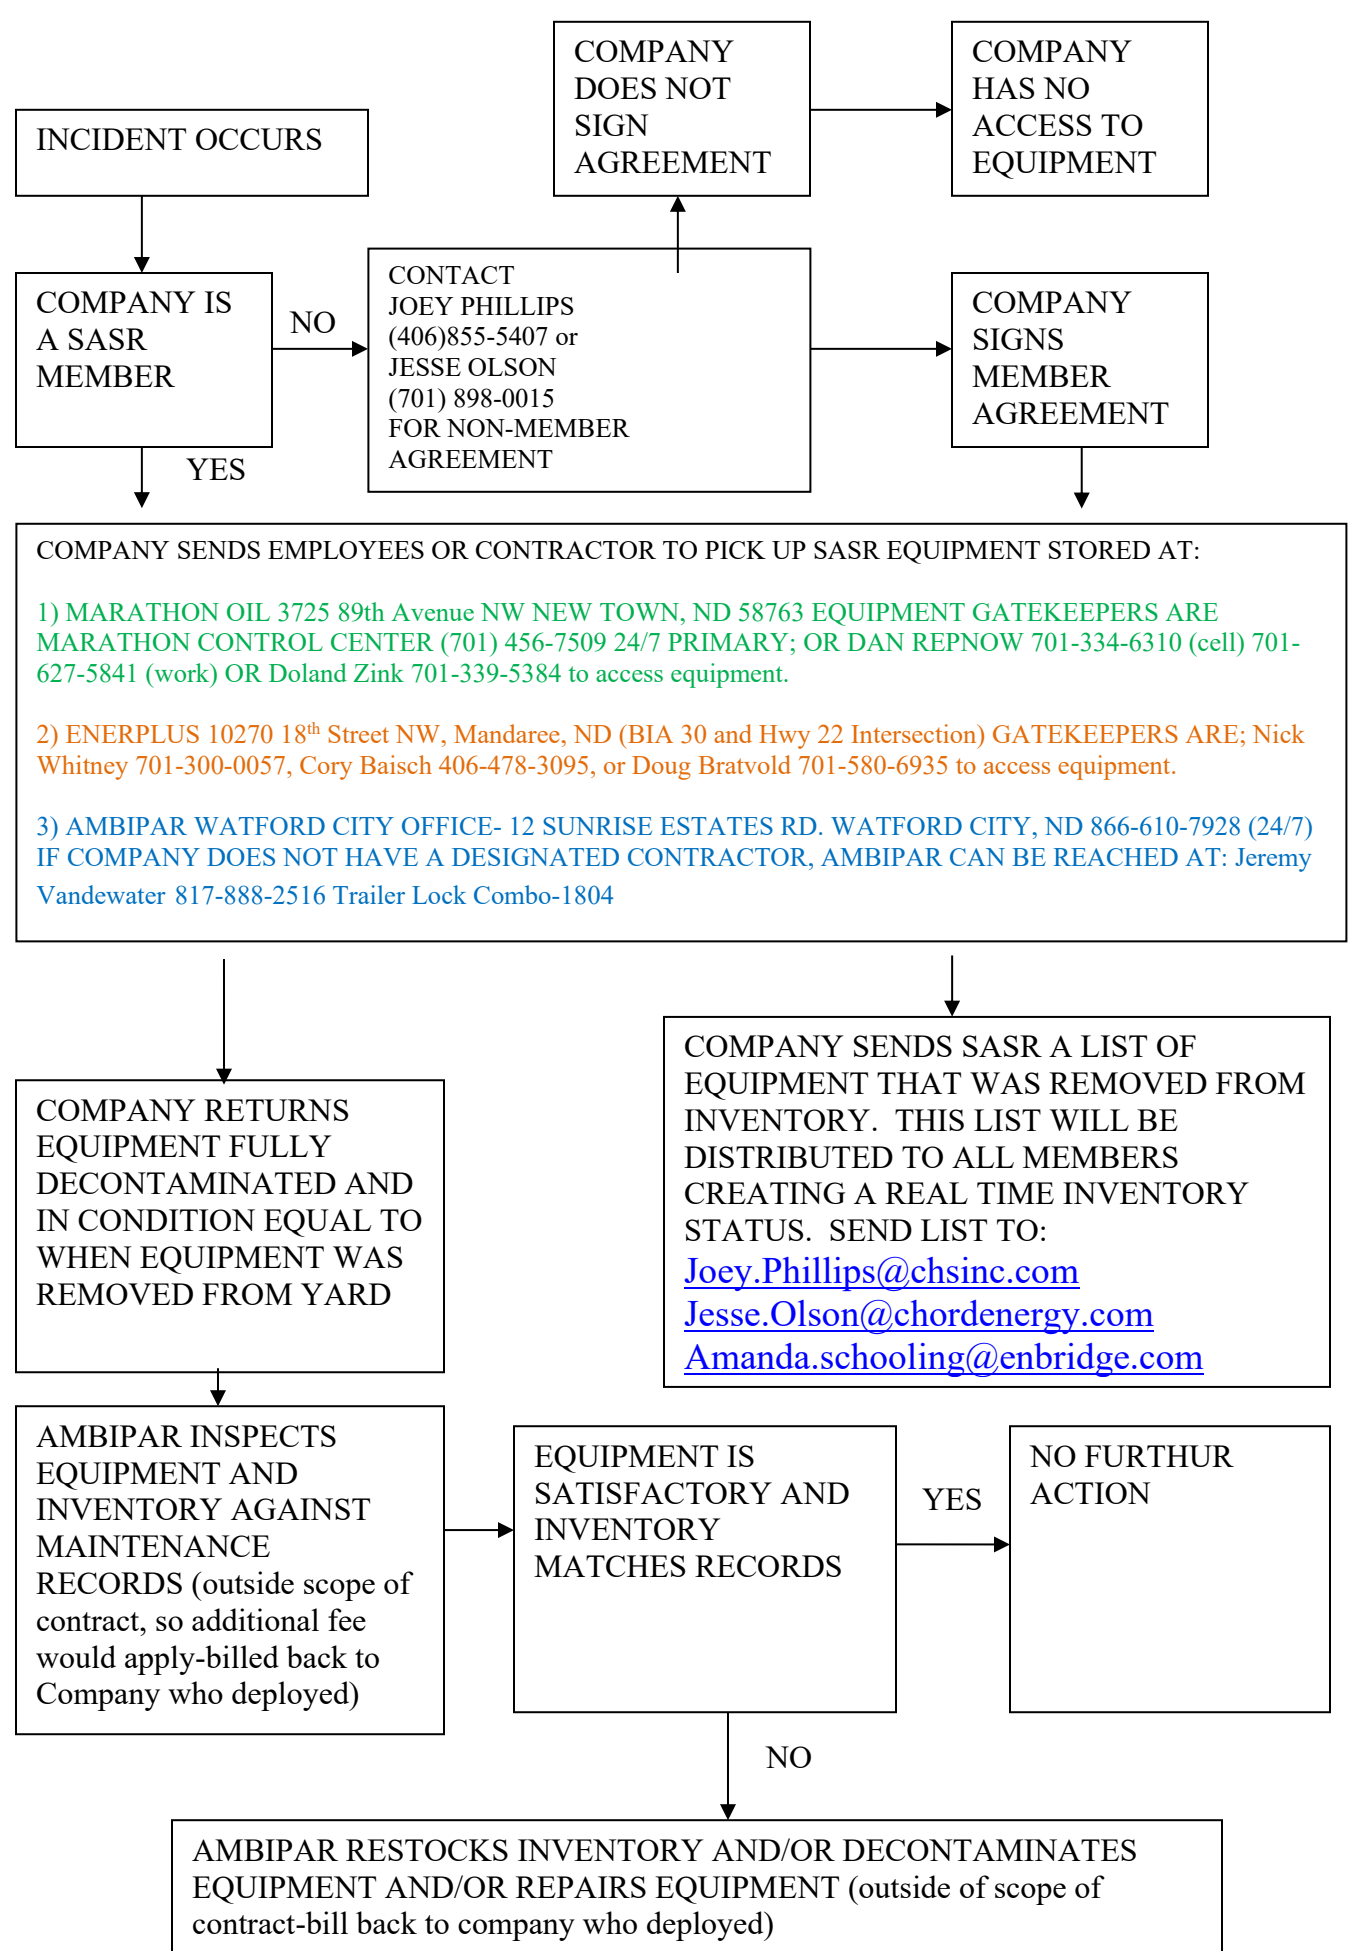 INCIDENT OCCURS
COMPANY
DOES NOT
SIGN
AGREEMENT
COMPANY
HAS NO
ACCESS TO
EQUIPMENT
COMPANY IS
A SASR
MEMBER
NO
YES
CONTACT
JOEY PHILLIPS
(406)855-5407 or
JESSE OLSON
(701) 898-0015
FOR NON-MEMBER
AGREEMENT
COMPANY
SIGNS
MEMBER
AGREEMENT
COMPANY SENDS EMPLOYEES OR CONTRACTOR TO PICK UP SASR EQUIPMENT STORED AT:
1) MARATHON OIL 3725 89th Avenue NW NEW TOWN, ND 58763 EQUIPMENT GATEKEEPERS ARE
MARATHON CONTROL CENTER (701) 456-7509 24/7 PRIMARY; OR DAN REPNOW 701-334-6310 (cell) 701-
627-5841 (work) OR Doland Zink 701-339-5384 to access equipment.
2) ENERPLUS 10270 18th Street NW, Mandaree, ND (BIA 30 and Hwy 22 Intersection) GATEKEEPERS ARE; Nick
Whitney 701-300-0057, Cory Baisch 406-478-3095, or Doug Bratvold 701-580-6935 to access equipment.
3) AMBIPAR WATFORD CITY OFFICE- 12 SUNRISE ESTATES RD. WATFORD CITY, ND 866-610-7928 (24/7)
IF COMPANY DOES NOT HAVE A DESIGNATED CONTRACTOR, AMBIPAR CAN BE REACHED AT: Jeremy
Vandewater 817-888-2516 Trailer Lock Combo-1804
COMPANY RETURNS
EQUIPMENT FULLY
DECONTAMINATED AND
IN CONDITION EQUAL TO
WHEN EQUIPMENT WAS
REMOVED FROM YARD
COMPANY SENDS SASR A LIST OF
EQUIPMENT THAT WAS REMOVED FROM
INVENTORY.  THIS LIST WILL BE
DISTRIBUTED TO ALL MEMBERS
CREATING A REAL TIME INVENTORY
STATUS.  SEND LIST TO:
Joey.Phillips@chsinc.com
Jesse.Olson@chordenergy.com
Amanda.schooling@enbridge.com
AMBIPAR INSPECTS
EQUIPMENT AND
INVENTORY AGAINST
MAINTENANCE
RECORDS (outside scope of
contract, so additional fee
would apply-billed back to
Company who deployed)
EQUIPMENT IS
SATISFACTORY AND
INVENTORY
MATCHES RECORDS
YES
NO FURTHUR
ACTION
NO
AMBIPAR RESTOCKS INVENTORY AND/OR DECONTAMINATES
EQUIPMENT AND/OR REPAIRS EQUIPMENT (outside of scope of
contract-bill back to company who deployed)